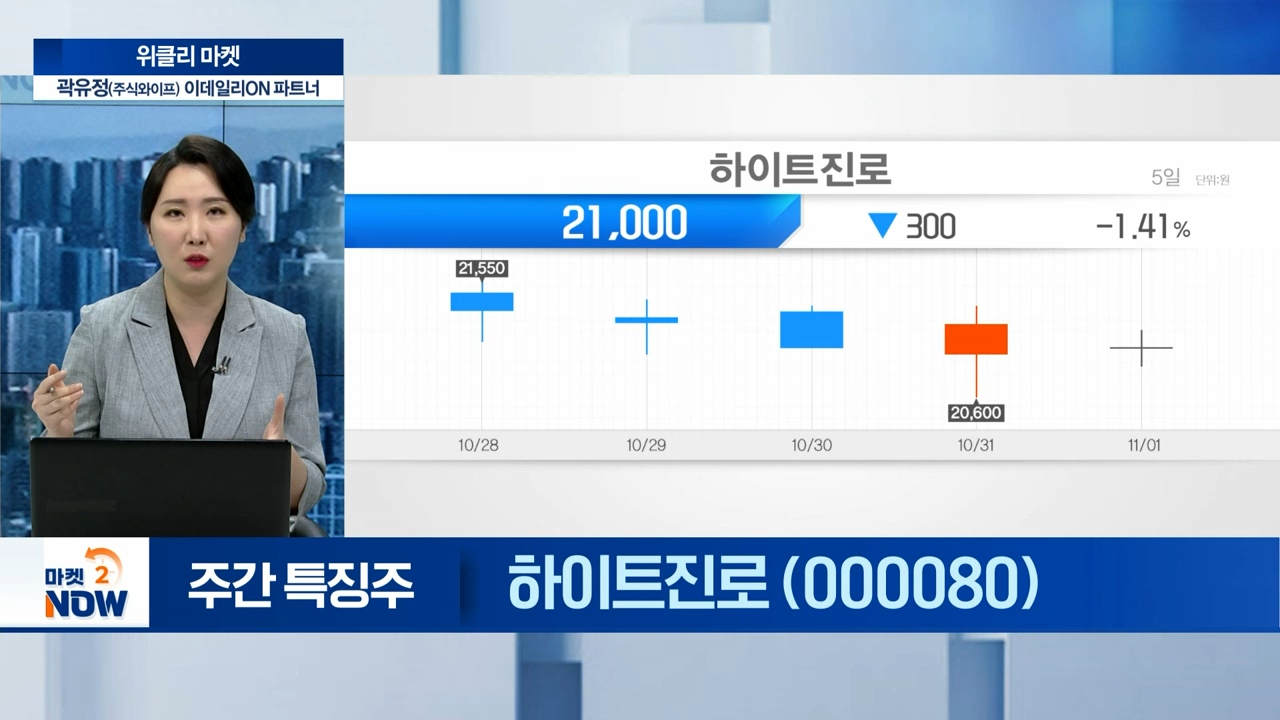 위클리 마켓
곽유정(주식와이프) 이데일리ON 파트너
하이트진로
5일 단위:원
21,000 ▼300 -1.41%
21,550
20,600
10/28 10/29 10/30 10/31 11/01
마켓 2
NOW
주간 특징주 하이트진로 (000080)